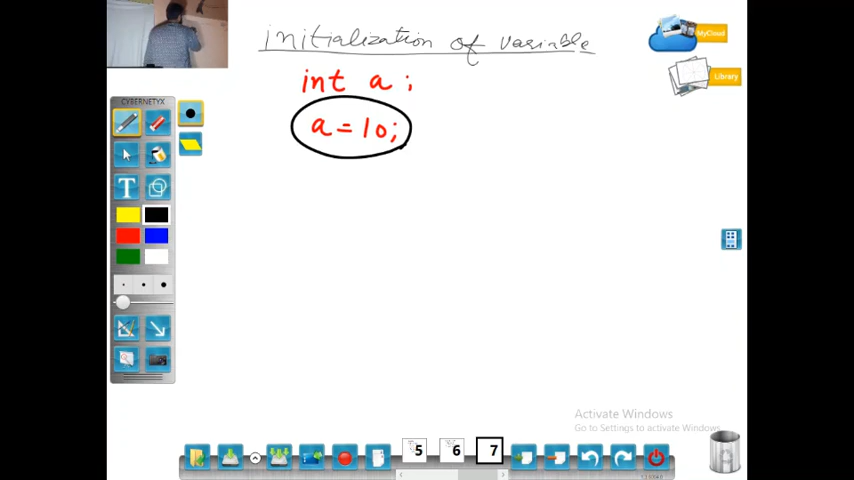 initialization of variable
MyCloud
int a ;
Library
a = 10;
CYBERNETYX
T
Activate Windows
Go to Settings to activate Windows.
5 6 7